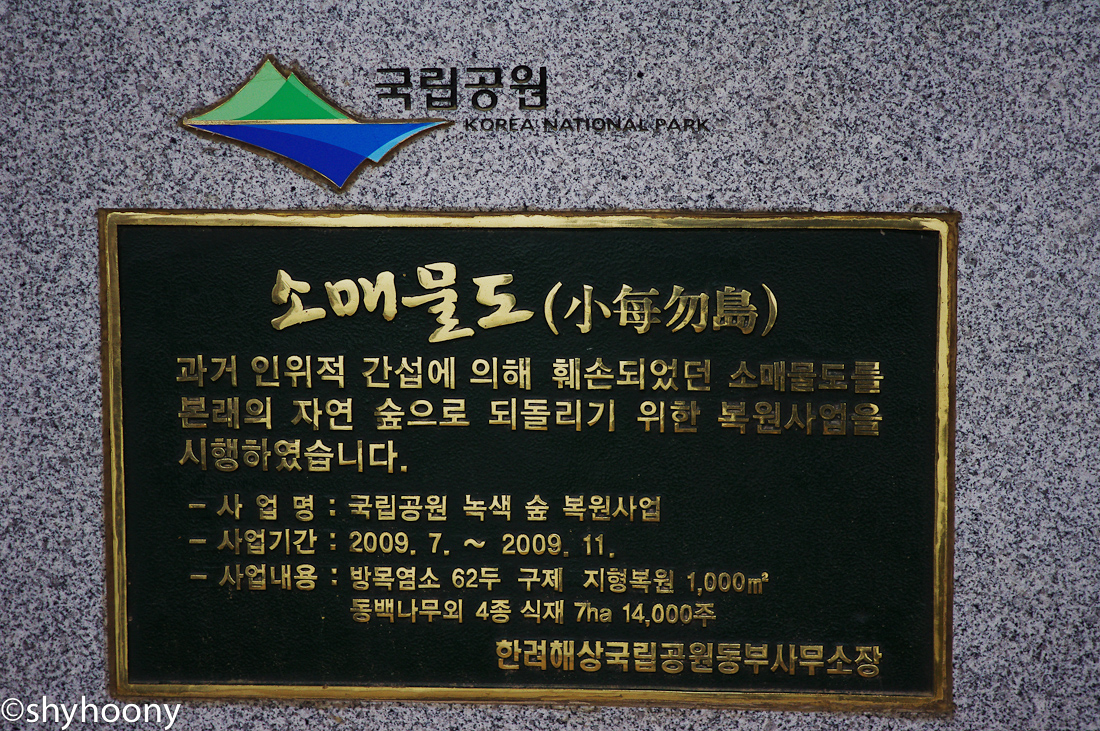 국립공원
KOREA NATIONAL PARK
소매물도(小每勿島)
과거 인위적 간섭에 의해 훼손되었던 소매물도를
본래의 자연 숲으로 되돌리기 위한 복원사업을
시행하였습니다.
- 사 업 명 : 국립공원 녹색 숲 복원사업
- 사업기간 : 2009. 7. ~ 2009. 11.
- 사업내용 : 방목염소 62두 구제 지형복원 1,000㎡
동백나무외 4종 식재 7ha 14,000주
한려해상국립공원동부사무소장
©shyhoony